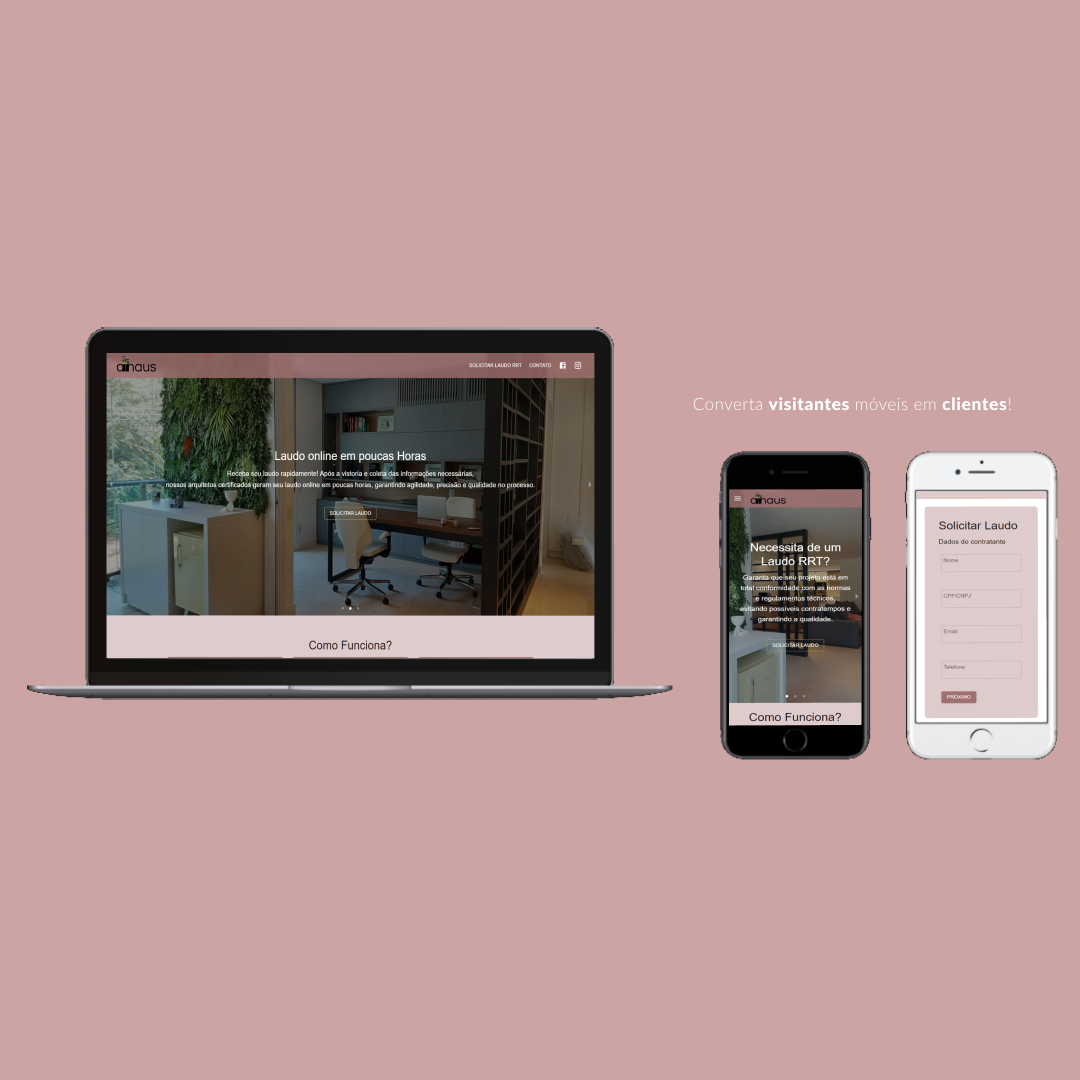 aihaus
SOLICITAR LAUDO RRT CONTATO
Laudo online em poucas Horas
Receba seu laudo rapidamente! Após a vistoria e coleta das informações necessárias,
nossos arquitetos certificados geram seu laudo online em poucas horas, garantindo agilidade, precisão e qualidade no processo.
SOLICITAR LAUDO
Como Funciona?
Converta visitantes móveis em clientes!
aihaus
Necessita de um
Laudo RRT?
Garanta que seu projeto está em
total conformidade com as normas
e regulamentos técnicos,
evitando possíveis contratempos e
garantindo a qualidade.
SOLICITAR LAUDO
Como Funciona?
Solicitar Laudo
Dados do contratante
Nome
CPF/CNPJ
Email
Telefone
PRÓXIMO